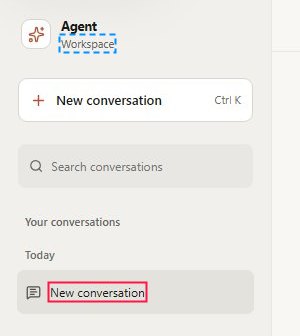 Agent
Workspace
New conversation Ctrl K
Search conversations
Your conversations
Today
New conversation